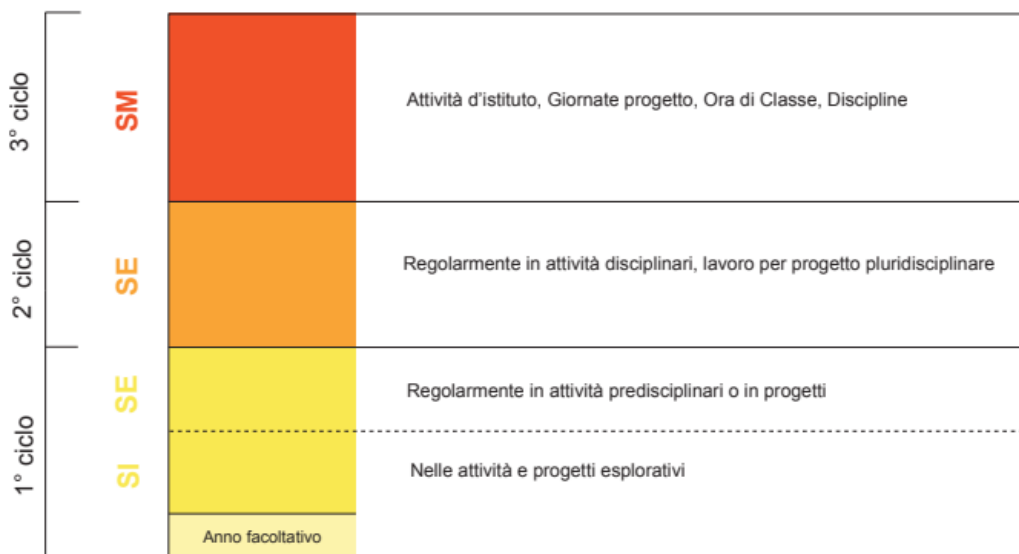 3° ciclo
SM
Attività d'istituto, Giornate progetto, Ora di Classe, Discipline
2° ciclo
SE
Regolarmente in attività disciplinari, lavoro per progetto pluridisciplinare
1° ciclo
SE
Regolarmente in attività predisciplinari o in progetti
SI
Nelle attività e progetti esplorativi
Anno facoltativo